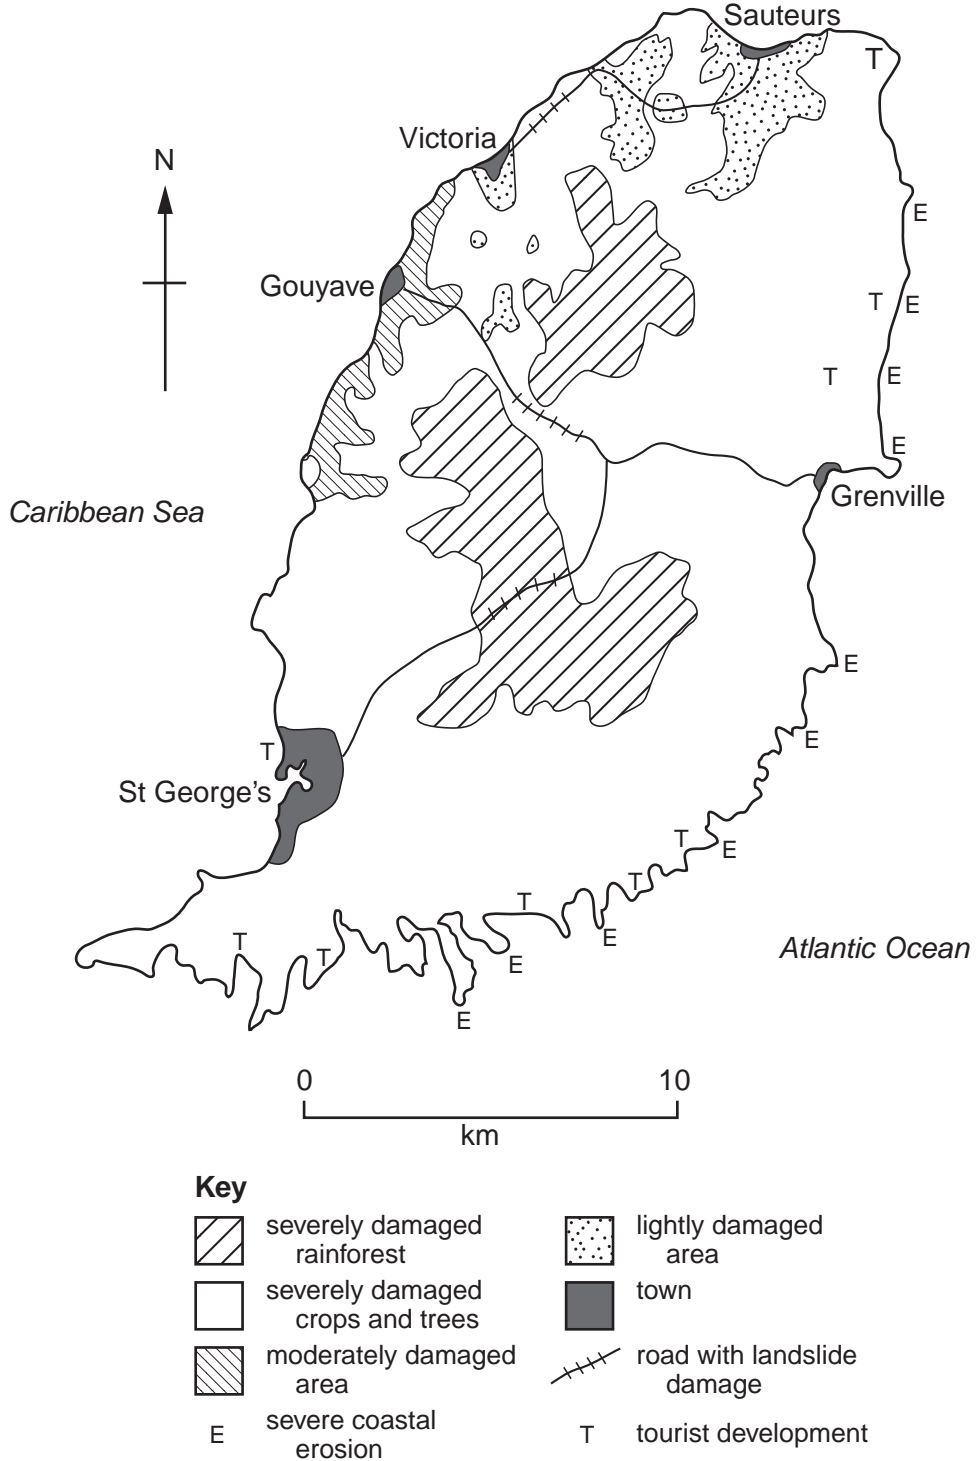 Sauteurs
T
Victoria
N
E
Gouyave
T
E
T
E
E
Grenville
Caribbean Sea
E
T
E
St George’s
T
E
T
T
T
E
T
Atlantic Ocean
E
E
0
10
km
Key
severely damaged
rainforest
lightly damaged
area
severely damaged
crops and trees
town
moderately damaged
area
road with landslide
damage
E
severe coastal
erosion
T
tourist development